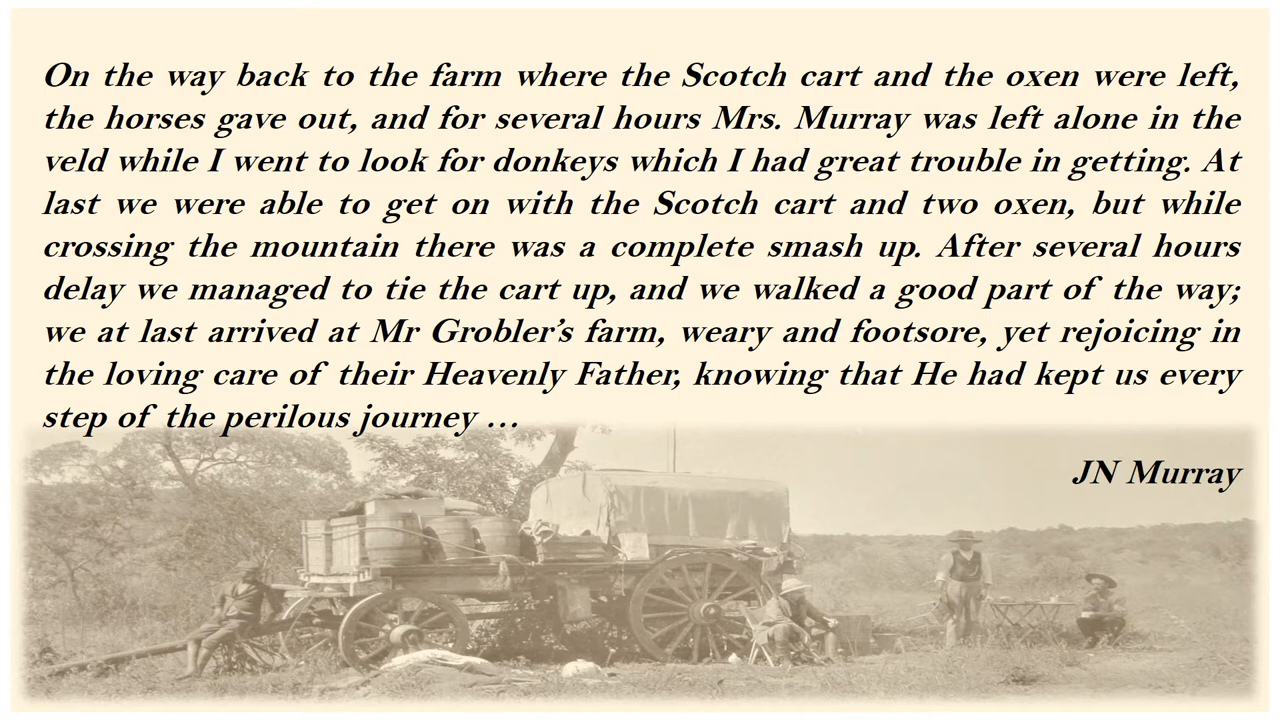 On the way back to the farm where the Scotch cart and the oxen were left,
the horses gave out, and for several hours Mrs. Murray was left alone in the
veld while I went to look for donkeys which I had great trouble in getting. At
last we were able to get on with the Scotch cart and two oxen, but while
crossing the mountain there was a complete smash up. After several hours
delay we managed to tie the cart up, and we walked a good part of the way;
we at last arrived at Mr Grobler’s farm, weary and footsore, yet rejoicing in
the loving care of their Heavenly Father, knowing that He had kept us every
step of the perilous journey …
JN Murray